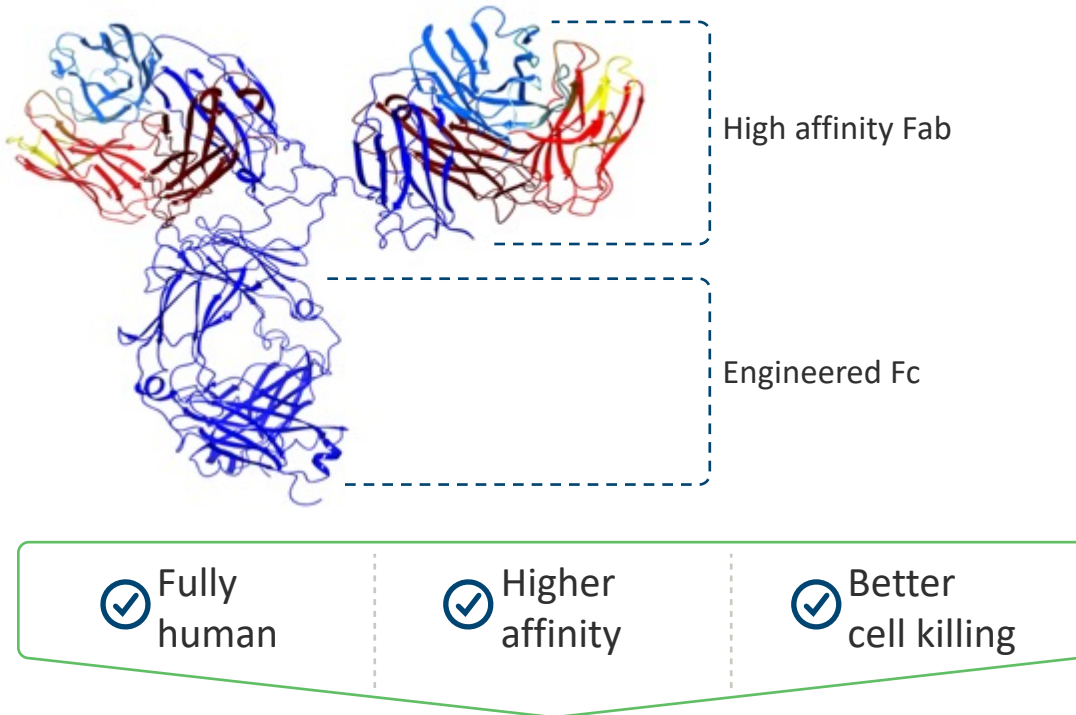 High affinity Fab
Engineered Fc
Fully
human
Higher
affinity
Better
cell killing